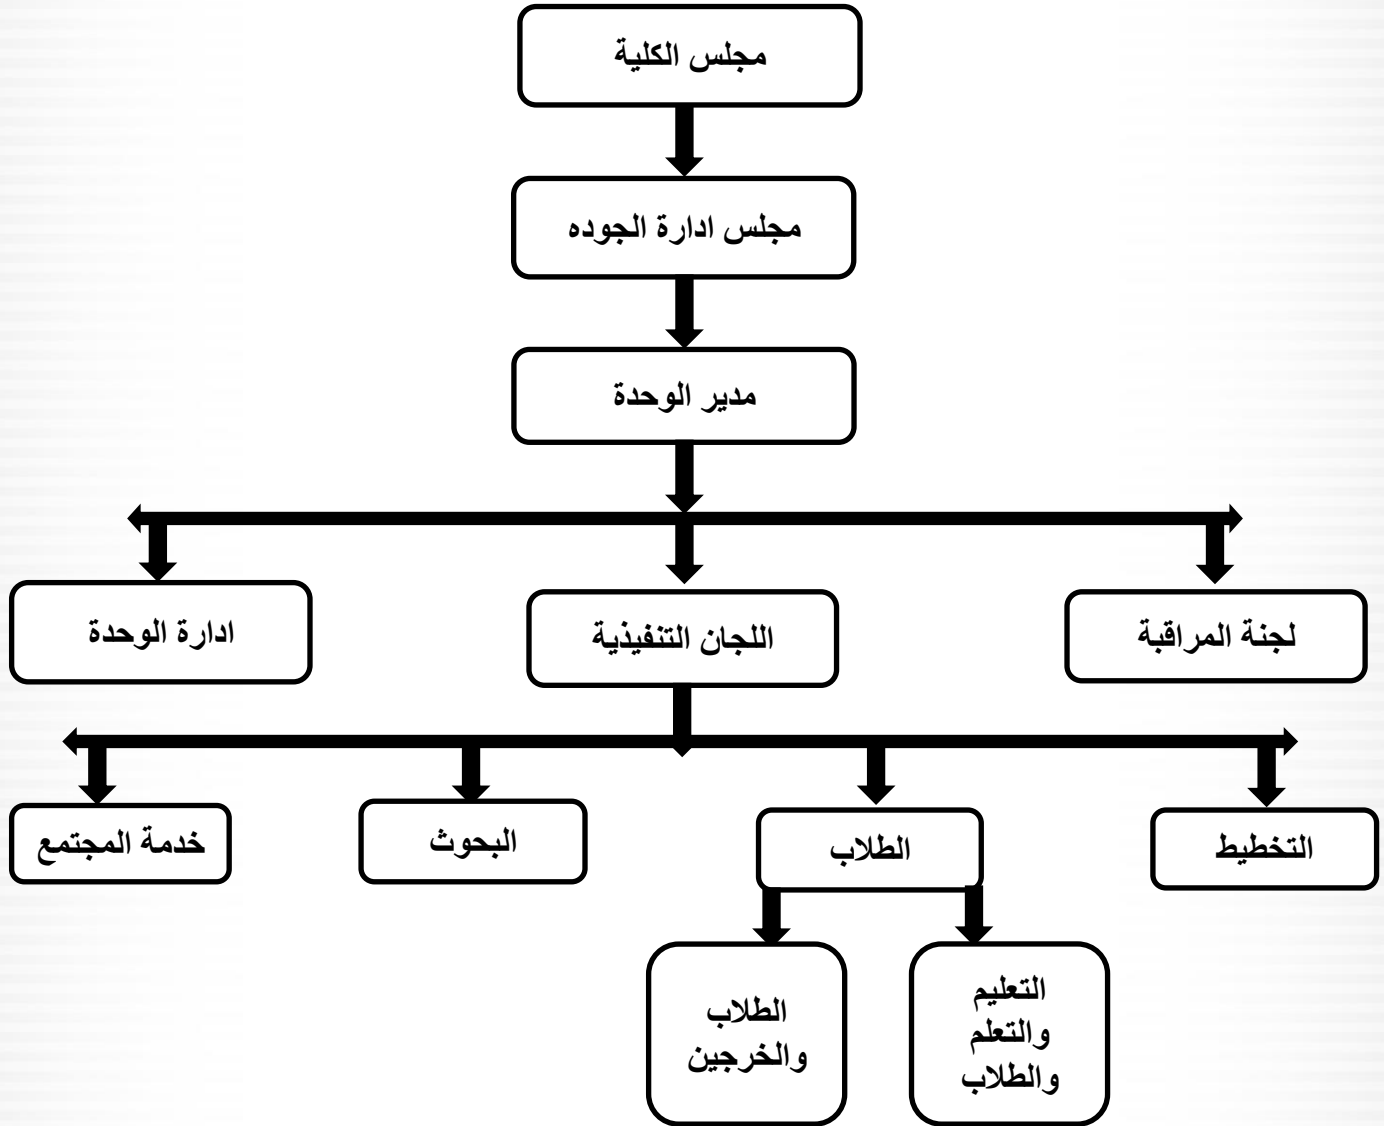 مجلس الكلية
مجلس ادارة الجوده
مدير الوحدة
لجنة المراقبة
اللجان التنفيذية
ادارة الوحدة
التخطيط
الطلاب
البحوث
خدمة المجتمع
التعليم
والتعلم
والطلاب
الطلاب
والخرجين